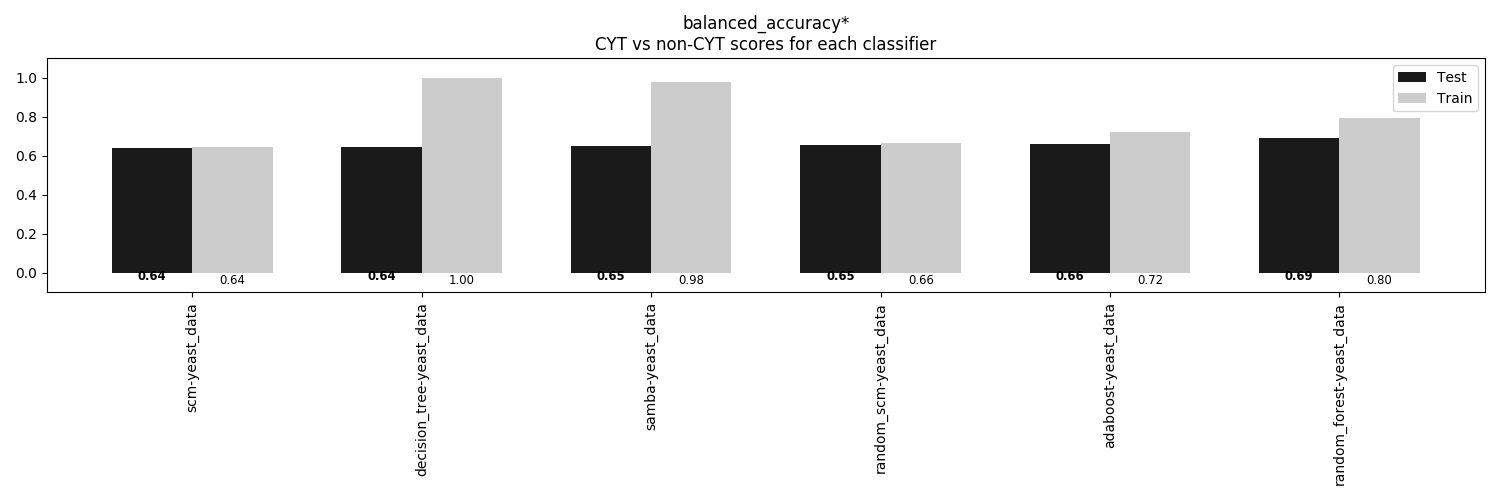 balanced_accuracy*
CYT vs non-CYT scores for each classifier
Test
Train
1.0
0.8
0.6
0.4
0.2
0.0
0.64 0.64 0.64 1.00 0.65 0.98 0.65 0.66 0.66 0.72 0.69 0.80
scm-yeast_data
decision_tree-yeast_data
samba-yeast_data
random_scm-yeast_data
adaboost-yeast_data
random_forest-yeast_data